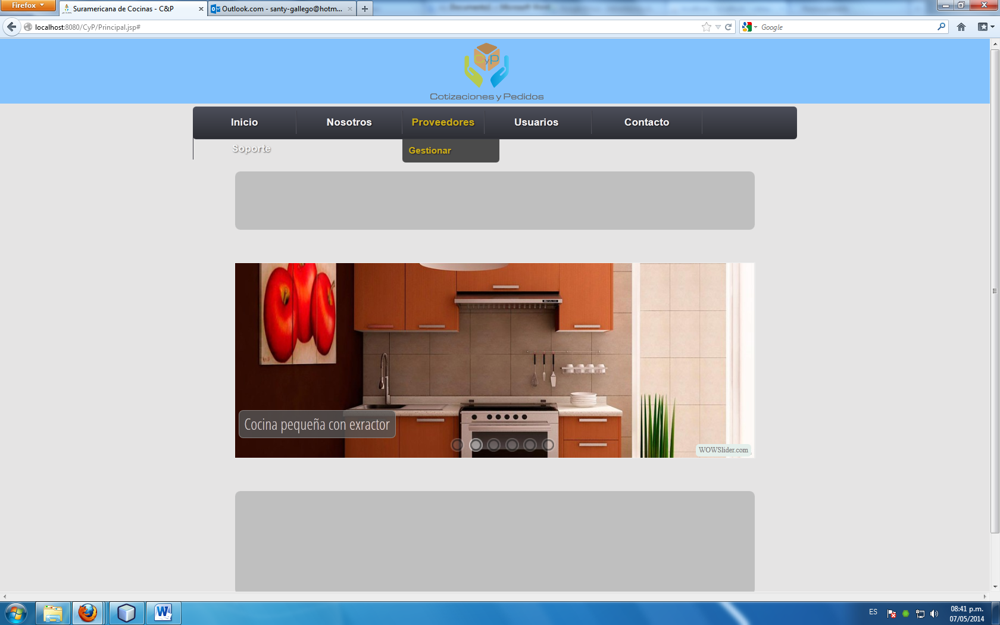 Firefox
Suramericana de Cocinas - C&P
Outlook.com - santy-gallego@hotm...
localhost:8080/CyP/Principal.jsp#
Google
CyP
Cotizaciones y Pedidos
Inicio
Nosotros
Proveedores
Usuarios
Contacto
Soporte
Gestionar
Cocina pequeña con exractor
WOWSlider.com
ES
08:41 p.m.
07/05/2014